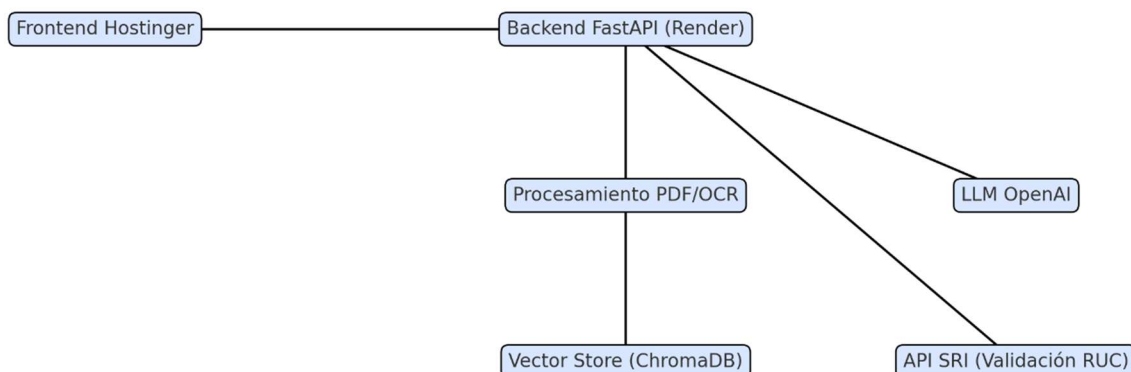 Frontend Hostinger
Backend FastAPI (Render)
Procesamiento PDF/OCR
LLM OpenAI
Vector Store (ChromaDB)
API SRI (Validación RUC)